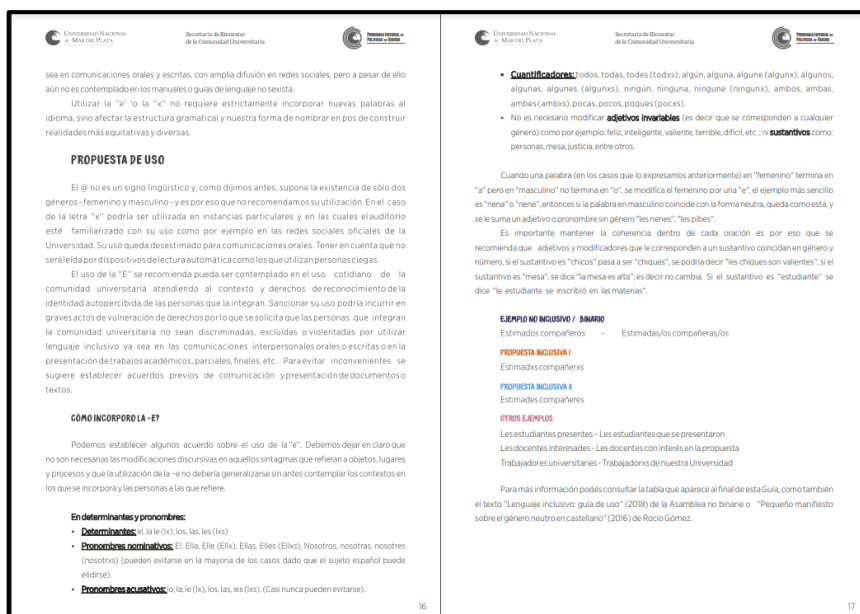 UNIVERSIDAD NACIONAL
de MAR DEL PLATA
Secretaría de Bienestar
de la Comunidad Universitaria
PROGRAMA INTEGRAL de
POLÍTICAS de GÉNERO
sea en comunicaciones orales y escritas, con amplia difusión en redes sociales, pero a pesar de ello
aún no es contemplado en los manuales o guías de lenguaje no sexista.
Utilizar la "e' 'o la "x" no requiere estrictamente incorporar nuevas palabras al
idioma, sino afectar la estructura gramatical y nuestra forma de nombrar en pos de construir
realidades más equitativas y diversas.
PROPUESTA DE USO
El @ no es un signo lingüístico y, como dijimos antes, supone la existencia de sólo dos
géneros - femenino y masculino - y es por eso que no recomendamos su utilización. En el caso
de la letra "x" podría ser utilizada en instancias particulares y en las cuales el auditorio
esté familiarizado con su uso como por ejemplo en las redes sociales oficiales de la
Universidad. Su uso queda desestimado para comunicaciones orales. Tener en cuenta que no
será leída por dispositivos de lectura automática como los que utilizan personas ciegas.
El uso de la "E" se recomienda pueda ser contemplado en el uso cotidiano de la
comunidad universitaria atendiendo al contexto y derechos de reconocimiento de la
identidad autopercibida de las personas que la integran. Sancionar su uso podría incurrir en
graves actos de vulneración de derechos por lo que se solicita que las personas que integran
la comunidad universitaria no sean discriminadas, excluidas o violentadas por utilizar
lenguaje inclusivo ya sea en las comunicaciones interpersonales orales o escritas o en la
presentación de trabajos académicos, parciales, finales, etc. Para evitar inconvenientes se
sugiere establecer acuerdos previos de comunicación y presentación de documentos o
textos.
CÓMO INCORPORO LA -E?
Podemos establecer algunos acuerdo sobre el uso de la "e". Debemos dejar en claro que
no son necesarias las modificaciones discursivas en aquellos sintagmas que refieran a objetos, lugares
y procesos y que la utilización de la -e no debería generalizarse sin antes contemplar los contextos en
los que se incorpora y las personas a las que refiere.
En determinantes y pronombres:
• Determinantes: el, la le (lx); los, las, les (lxs)
• Pronombres nominativos: El, Ella, Elle (Ellx), Ellas, Elles (Ellxs), Nosotros, nosotras, nosotres
(nosotrxs) (pueden evitarse en la mayoría de los casos dado que el sujeto español puede
elidirse).
• Pronombres acusativos: lo, la, le (lx), los, las, les (lxs). (Casi nunca pueden evitarse).
16
UNIVERSIDAD NACIONAL
de MAR DEL PLATA
Secretaría de Bienestar
de la Comunidad Universitaria
PROGRAMA INTEGRAL de
POLÍTICAS de GÉNERO
• Cuantificadores: todos, todas, todes (todxs); algún, alguna, algune (algunx), algunos,
algunas, algunes (algunxs), ningún, ninguna, ningune (ningunx), ambos, ambas,
ambes (ambxs), pocas, pocos, poques (pocxs).
• No es necesario modificar adjetivos invariables (es decir que se corresponden a cualquier
género) como por ejemplo: feliz, inteligente, valiente, terrible, difícil, etc.; ni sustantivos como:
personas, mesa, justicia, entre otros.
Cuando una palabra (en los casos que lo expresamos anteriormente) en "femenino" termina en
"a" pero en "masculino" no termina en "o", se modifica el femenino por una "e", el ejemplo más sencillo
es "nena" o "nene", entonces si la palabra en masculino coincide con la forma neutra, queda como está, y
se le suma un adjetivo o pronombre sin género "les nenes", "les pibes".
Es importante mantener la coherencia dentro de cada oración es por eso que se
recomienda que adjetivos y modificadores que le corresponden a un sustantivo coincidan en género y
número, si el sustantivo es "chicos" pasa a ser "chiques", se podría decir "les chiques son valientes", si el
sustantivo es "mesa", se dice "la mesa es alta", es decir no cambia. Si el sustantivo es "estudiante" se
dice "le estudiante se inscribió en las materias".
EJEMPLO NO INCLUSIVO / BINARIO
Estimados compañeros - Estimadas/os compañeras/os
PROPUESTA INCLUSIVA I
Estimadxs compañerxs
PROPUESTA INCLUSIVA II
Estimades compañeres
OTROS EJEMPLOS
Les estudiantes presentes – Les estudiantes que se presentaron
Les docentes interesades - Les docentes con interés en la propuesta
Trabajadores universitaries - Trabajadorxs de nuestra Universidad
Para más información podés consultar la tabla que aparece al final de esta Guía, como también
el texto "Lenguaje inclusivo: guía de uso" (2018) de la Asamblea no binarie o "Pequeño manifiesto
sobre el género neutro en castellano" (2016) de Rocío Gómez.
17